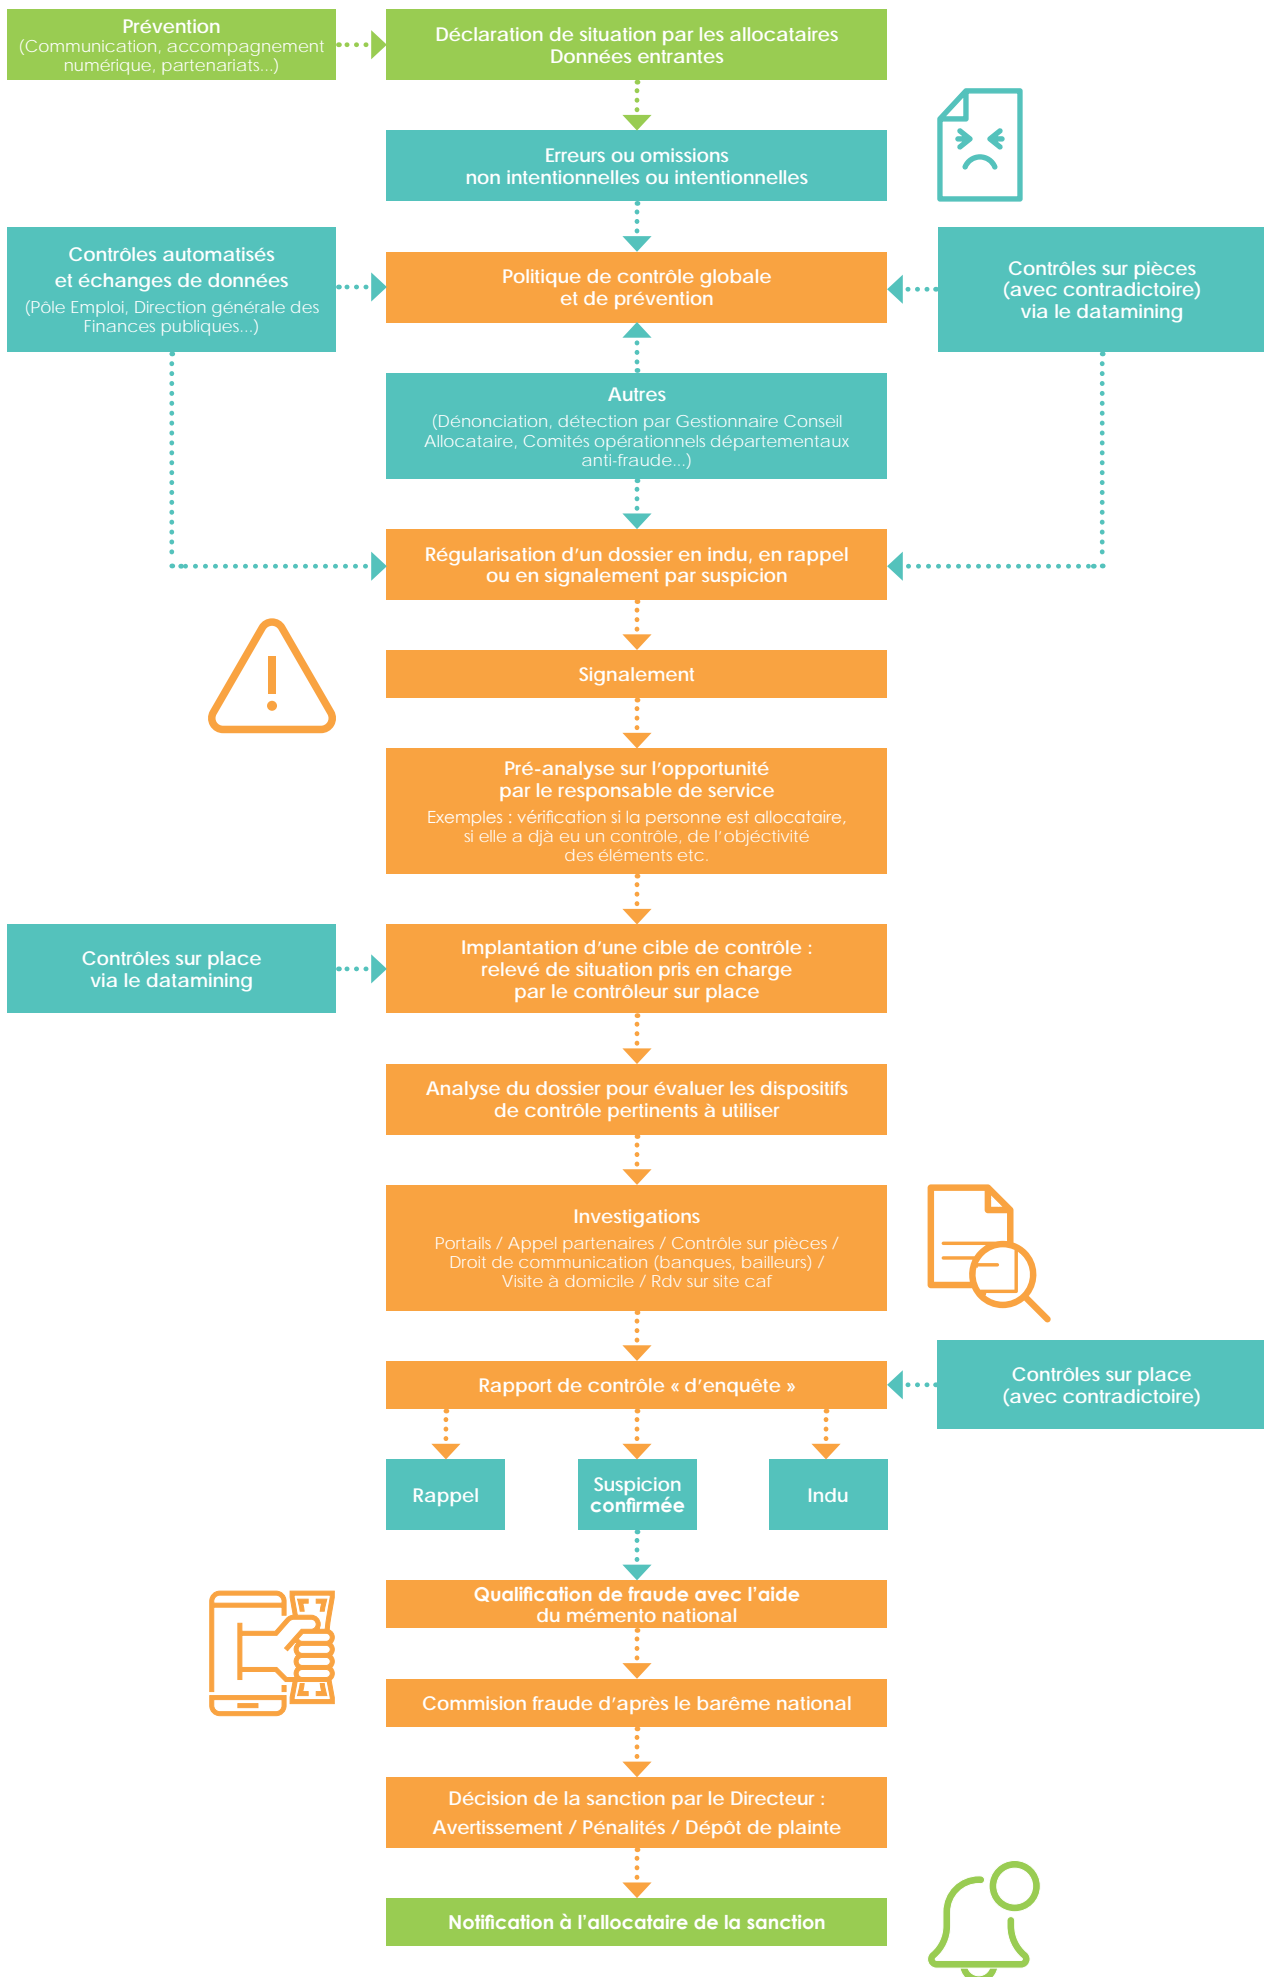 Prévention
(Communication, accompagnement
numérique, partenariats...)
Déclaration de situation par les allocataires
Données entrantes
Erreurs ou omissions
non intentionnelles ou intentionnelles
Contrôles automatisés
et échanges de données
(Pôle Emploi, Direction générale des
Finances publiques...)
Politique de contrôle globale
et de prévention
Contrôles sur pièces
(avec contradictoire)
via le datamining
Autres
(Dénonciation, détection par Gestionnaire Conseil
Allocataire, Comités opérationnels départementaux
anti-fraude...)
Régularisation d'un dossier en indu, en rappel
ou en signalement par suspicion
Signalement
Pré-analyse sur l'opportunité
par le responsable de service
Exemples : vérification si la personne est allocataire,
si elle a djà eu un contrôle, de l'objéctivité
des éléments etc.
Contrôles sur place
via le datamining
Implantation d'une cible de contrôle :
relevé de situation pris en charge
par le contrôleur sur place
Analyse du dossier pour évaluer les dispositifs
de contrôle pertinents à utiliser
Investigations
Portails / Appel partenaires / Contrôle sur pièces /
Droit de communication (banques, bailleurs) /
Visite à domicile / Rdv sur site caf
Rapport de contrôle « d'enquête »
Contrôles sur place
(avec contradictoire)
Rappel
Suspicion
confirmée
Indu
Qualification de fraude avec l'aide
du mémento national
Commision fraude d'après le barême national
Décision de la sanction par le Directeur :
Avertissement / Pénalités / Dépôt de plainte
Notification à l'allocataire de la sanction